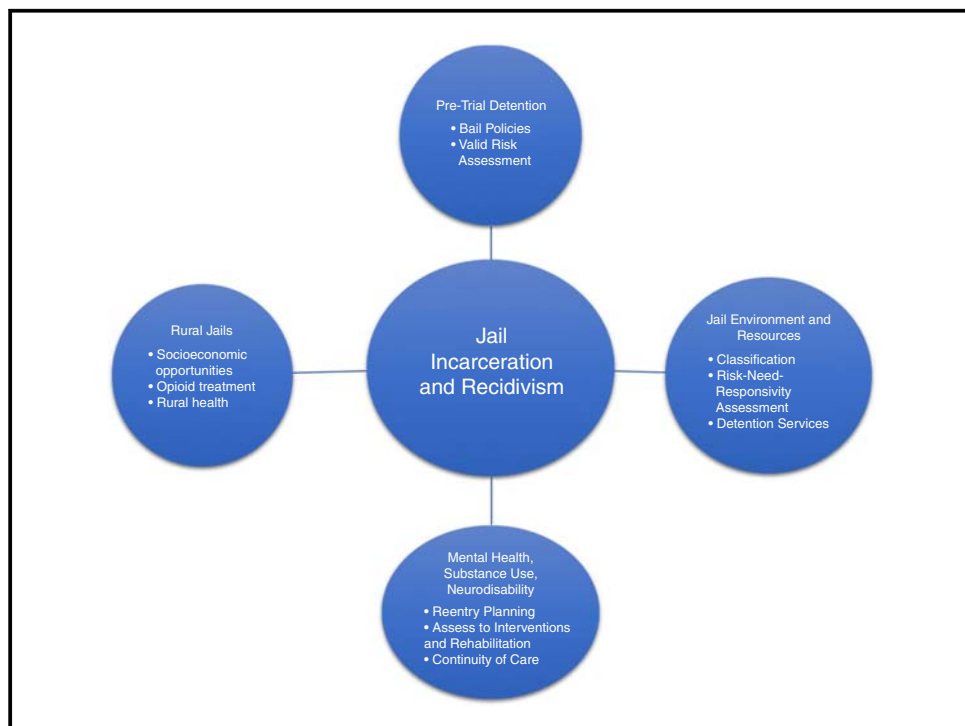 Pre-Trial Detention
• Bail Policies
• Valid Risk
Assessment
Rural Jails
• Socioeconomic
opportunities
• Opioid treatment
• Rural health
Jail
Incarceration
and Recidivism
Jail Environment and
Resources
• Classification
• Risk-Need-
Responsivity
Assessment
• Detention Services
Mental Health,
Substance Use,
Neurodisability
• Reentry Planning
• Assess to Interventions
and Rehabilitation
• Continuity of Care